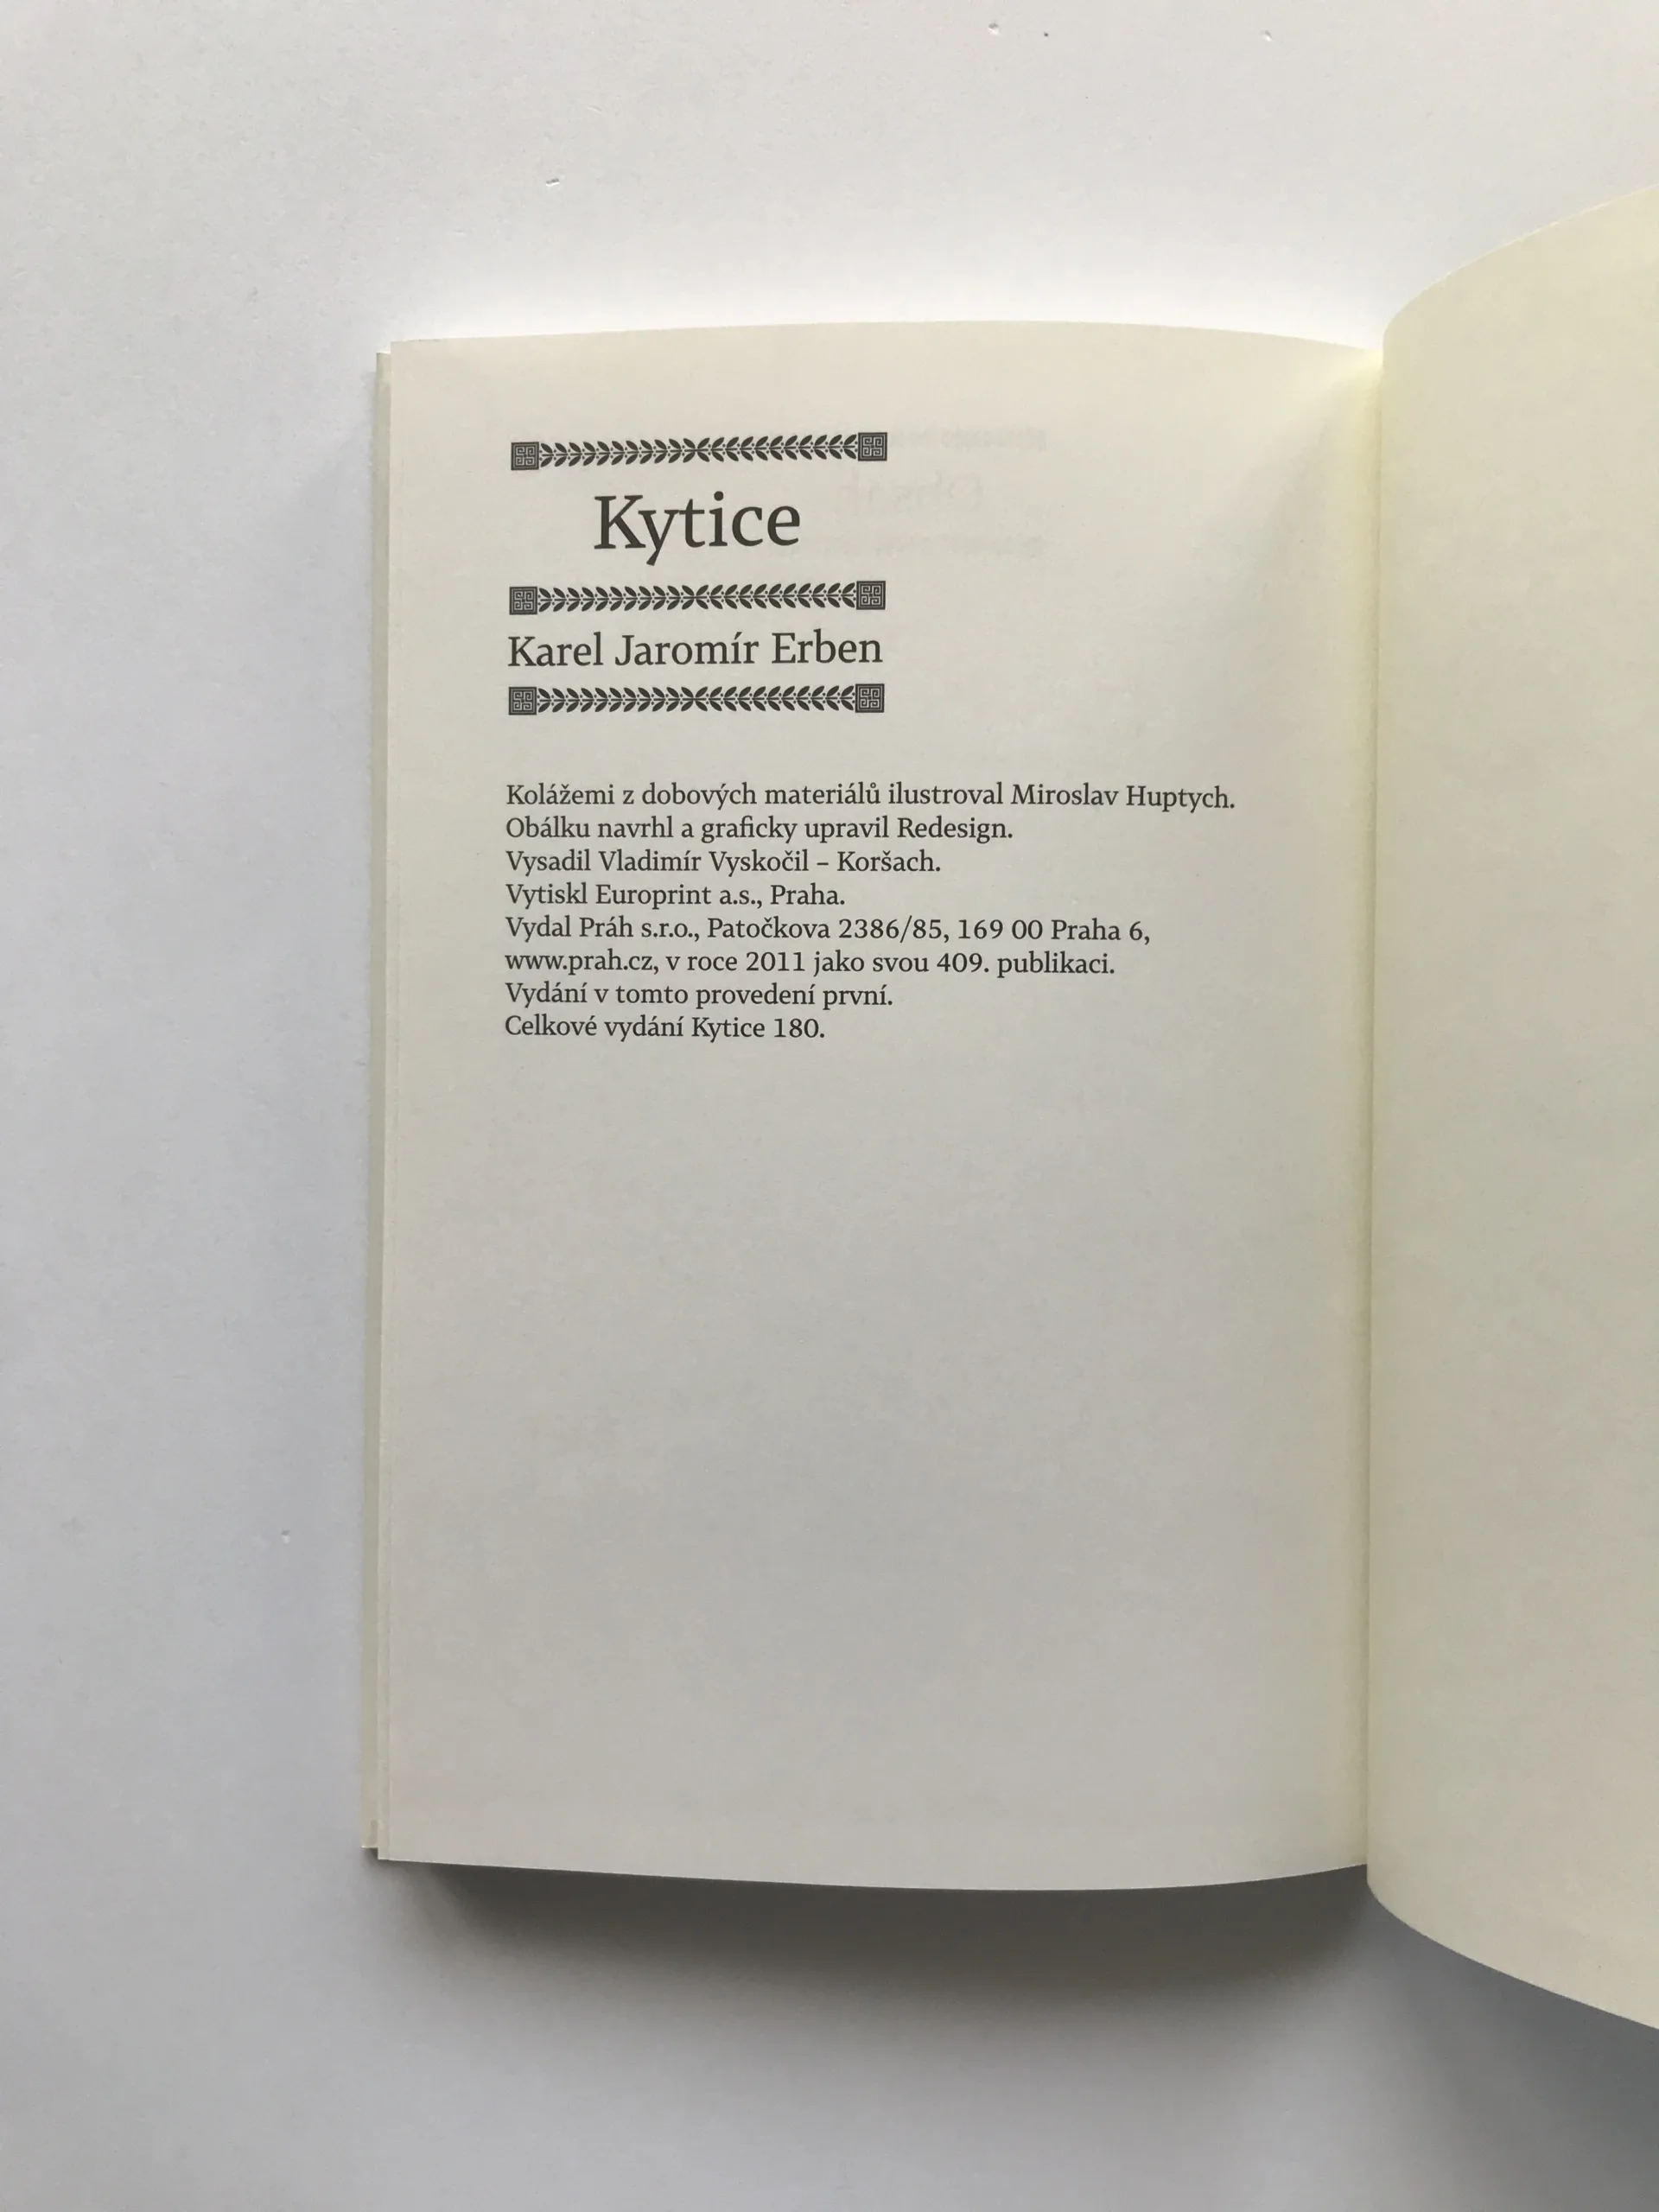 Kytice
Karel Jaromír Erben
Kolážemi z dobových materiálů ilustroval Miroslav Huptych.
Obálku navrhl a graficky upravil Redesign.
Vysadil Vladimír Vyskočil – Koršach.
Vytiskl Europrint a.s., Praha.
Vydal Práh s.r.o., Patočkova 2386/85, 169 00 Praha 6,
www.prah.cz, v roce 2011 jako svou 409. publikaci.
Vydání v tomto provedení první.
Celkové vydání Kytice 180.